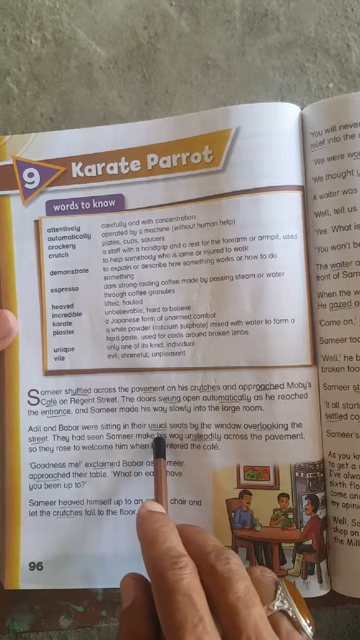 9
Karate Parrot
words to know
attentively carefully and with concentration
automatically operated by a machine (without human help)
crockery plates, cups, saucers
crutch a staff with a handgrip and a rest for the forearm or armpit, used
to help somebody who is lame or injured to walk
demonstrate to explain or describe how something works or how to do
something
espresso dark strong-tasting coffee made by passing steam or water
through coffee granules
heaved lifted, hauled
incredible unbelievable; hard to believe
karate a Japanese form of unarmed combat
plaster a white powder (calcium sulphate) mixed with water to form a
hard paste, used for casts around broken limbs
unique only one of its kind; individual
vile evil; shameful; unpleasant
Sameer shuffled across the pavement on his crutches and approached Moby's
Cafe on Regent Street. The doors swung open automatically as he reached
the entrance, and Sameer made his way slowly into the large room.
Adil and Babar were sitting in their usual seats by the window overlooking the
street. They had seen Sameer make his way unsteadily across the pavement,
so they rose to welcome him when entered the café.
'Goodness me!' exclaimed Babar as
approached their table. 'What on have
you been up to?'
Sameer heaved himself up to an chair and
let the crutches fall to the floor.
96
'You will neve
relief into
'We were
'We thought
A waiter was
'Well, tell us
'Yes. What is
'You won't be
The waiter
front of Sam
When the w
He gazed
'Come on,'
Sameer
'Well,' he
broken
Sameer
'It all start
settled
Sameer's
As you
to get a
I've
sixth flo
come
my opini
Well, S
shop an
the Mill